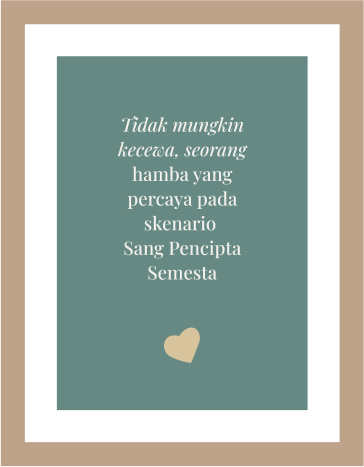 Tidak mungkin
kecewa, seorang
hamba yang
percaya pada
skenario
Sang Pencipta
Semesta